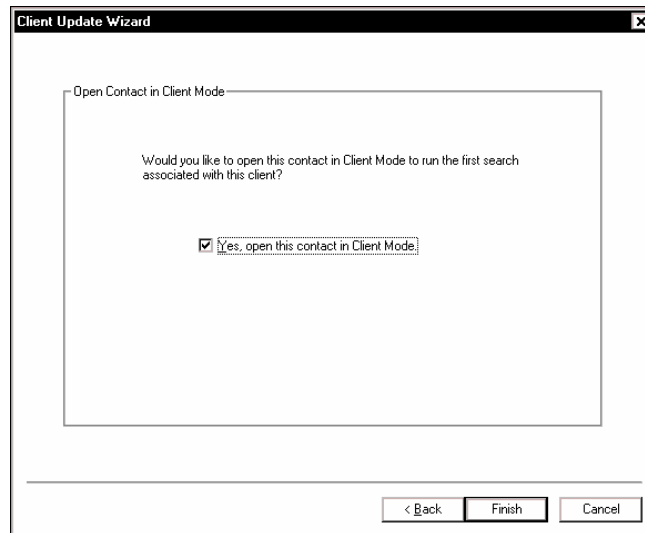 Client Update Wizard
Open Contact in Client Mode
Would you like to open this contact in Client Mode to run the first search
associated with this client?
Yes, open this contact in Client Mode.
< Back Finish Cancel